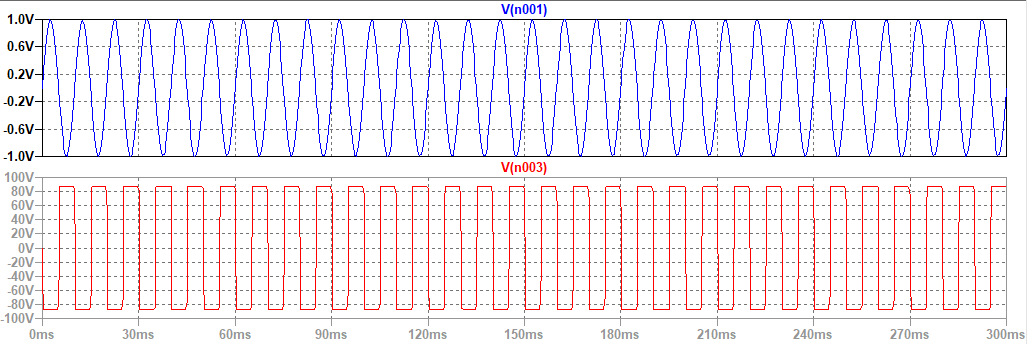 V(n001)
1.0V
0.6V
0.2V
-0.2V
-0.6V
-1.0V
V(n003)
100V
80V
60V
40V
20V
0V
-20V
-40V
-60V
-80V
-100V
0ms 30ms 60ms 90ms 120ms 150ms 180ms 210ms 240ms 270ms 300ms